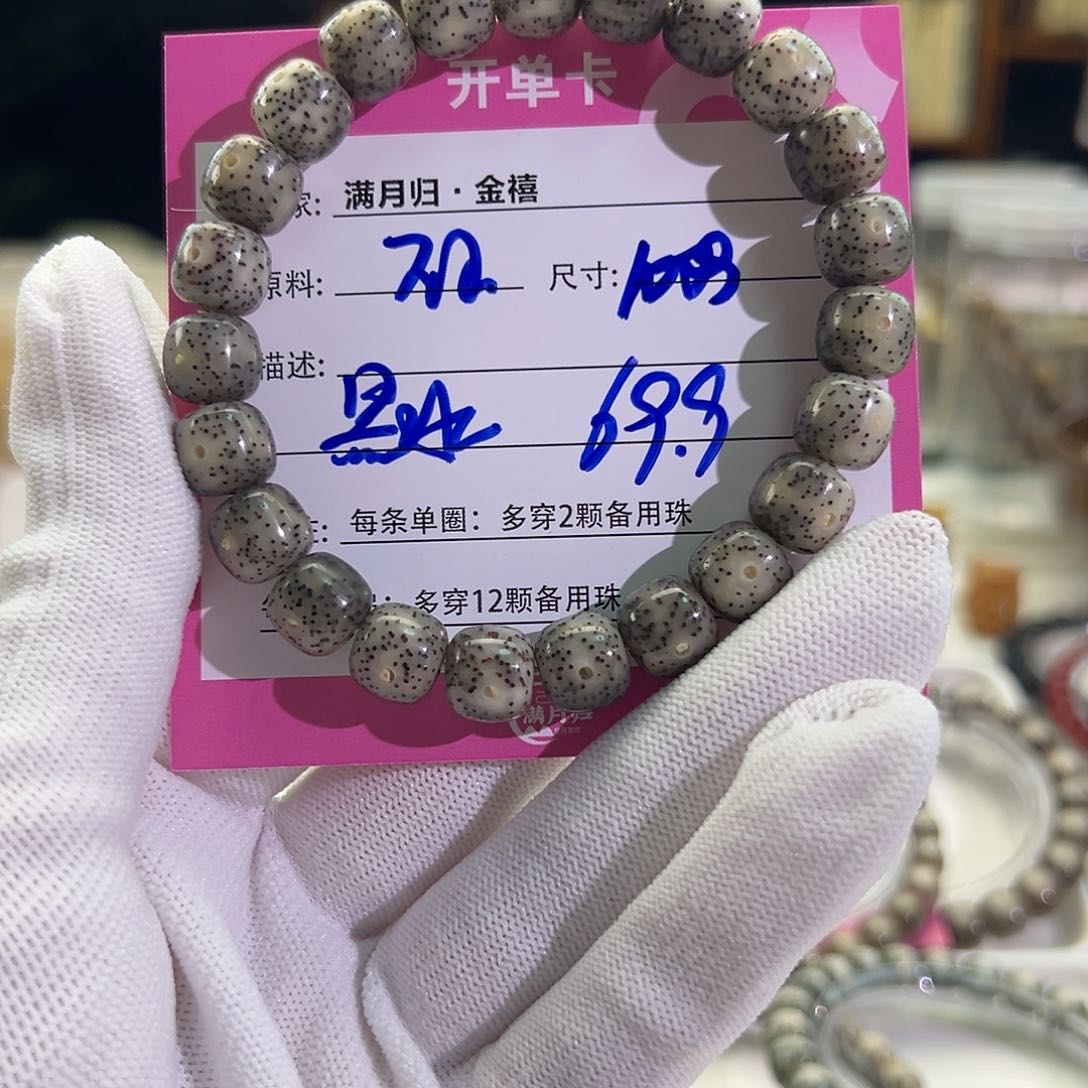 开单卡
家: 满月归·金禧
原料: 尺寸:
描述:
69.9
每条单圈: 多穿2颗备用珠
: 多穿12颗备用珠
满月归